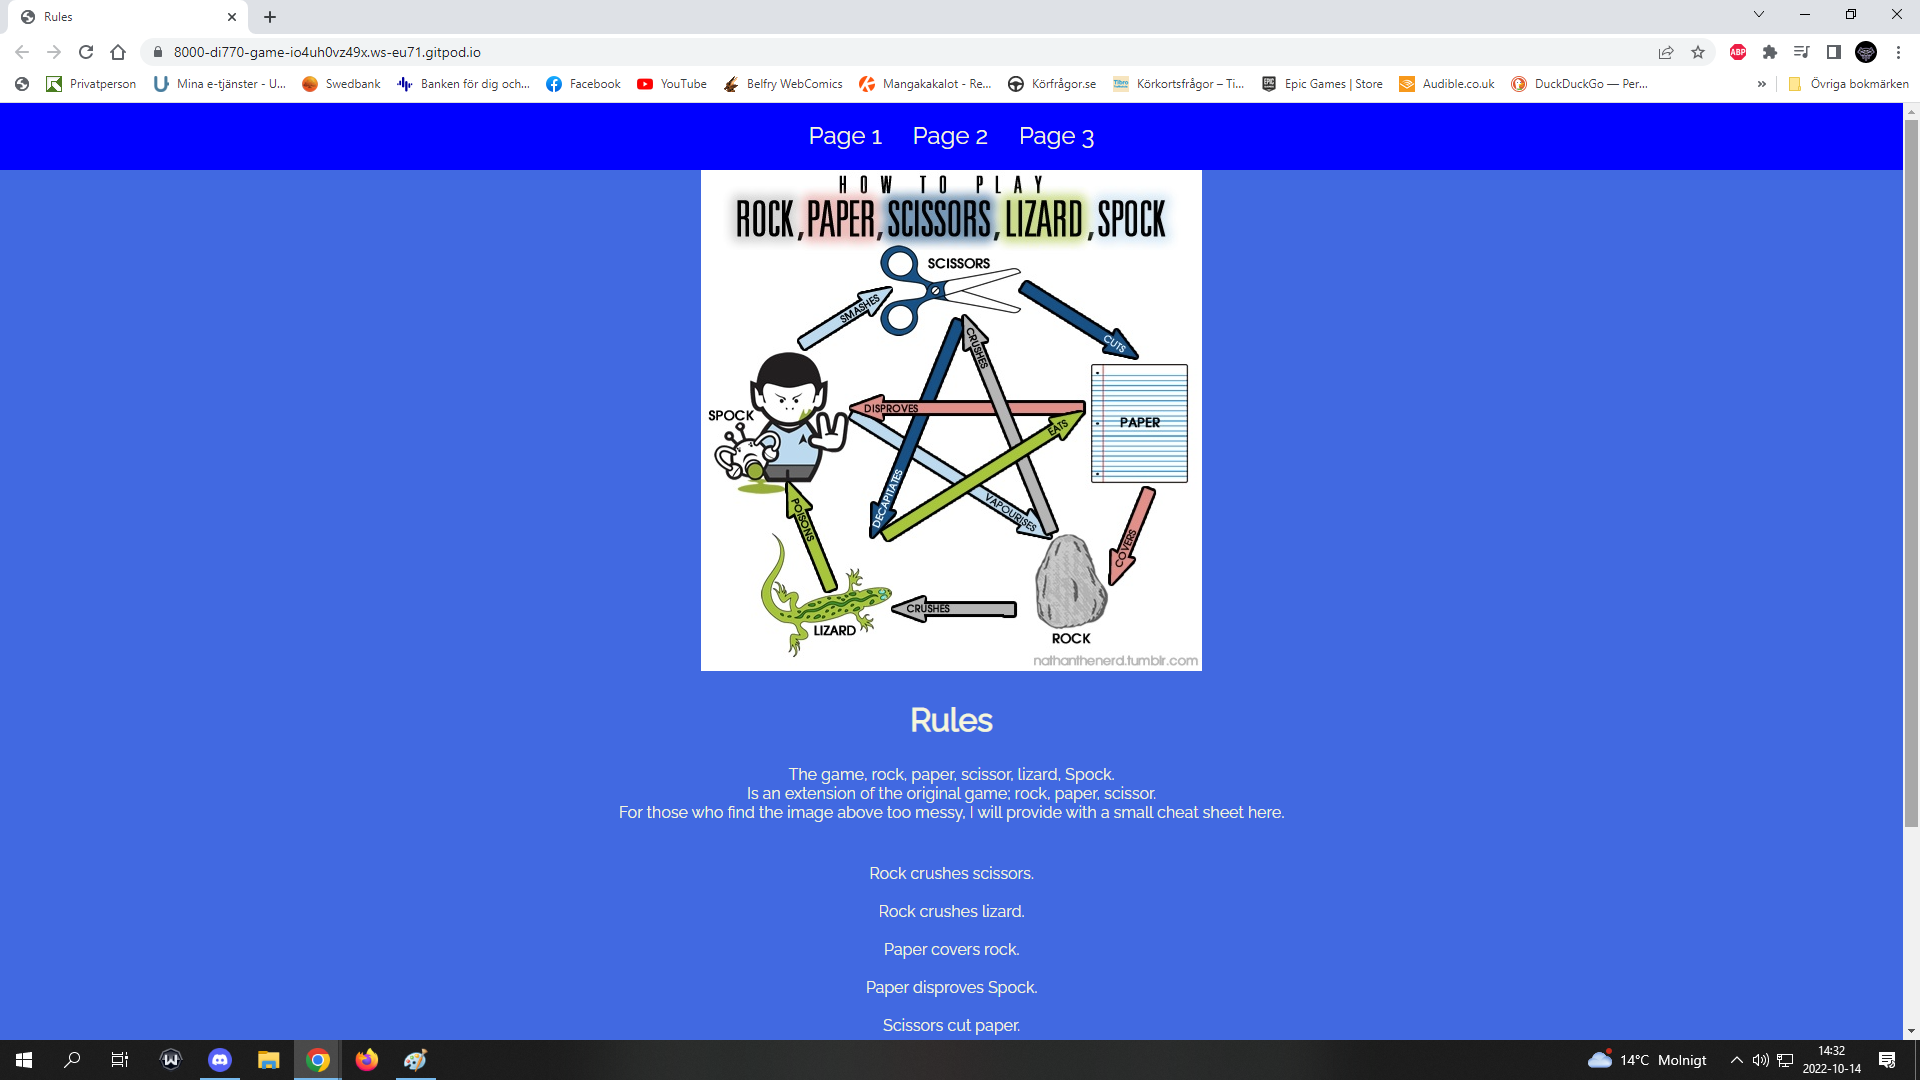 Rules
8000-di770-game-io4uh0vz49x.ws-eu71.gitpod.io
ABP
Privatperson
Mina e-tjänster - U...
Swedbank
Banken för dig och...
Facebook
YouTube
Belfry WebComics
Mangakakalot - Re...
Körfrågor.se
Körkortsfrågor – Ti...
Epic Games | Store
Audible.co.uk
DuckDuckGo — Per...
»
Övriga bokmärken
Page 1 Page 2 Page 3
HOW TO PLAY
ROCK, PAPER, SCISSORS, LIZARD, SPOCK
SCISSORS
SMASHES
CRUSHES
CUTS
DISPROVES
EATS
SPOCK
PAPER
DECAPITATES
VAPOURISES
POISONS
COVERS
CRUSHES
LIZARD
ROCK
nathanthenerd.tumblr.com
Rules
The game, rock, paper, scissor, lizard, Spock.
Is an extension of the original game; rock, paper, scissor.
For those who find the image above too messy, I will provide with a small cheat sheet here.
Rock crushes scissors.
Rock crushes lizard.
Paper covers rock.
Paper disproves Spock.
Scissors cut paper.
14°C Molnigt
14:32
2022-10-14